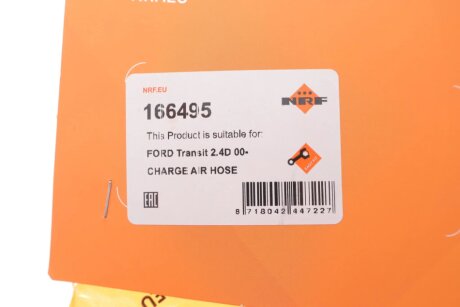 NRF.EU
166495
NRF
This Product is suitable for:
FORD Transit 2.4D 00-
CHARGE AIR HOSE
EAC
8 718042 447227